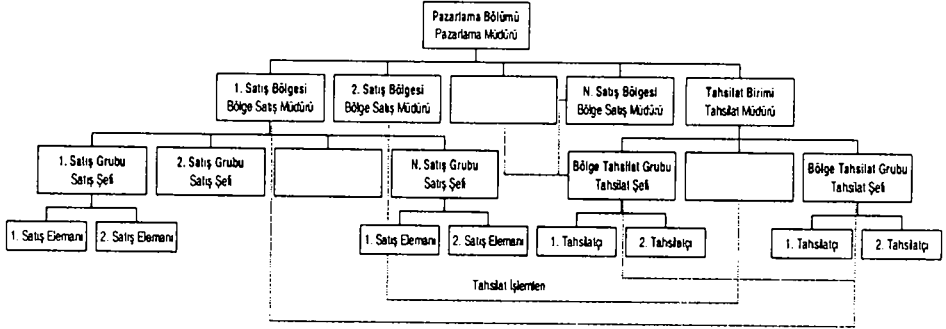 Pazarlama Bölümü
Pazarlama Müdürü
1. Satış Bölgesi
Bölge Satış Müdürü
2. Satış Bölgesi
Bölge Satış Müdürü
N. Satış Bölgesi
Bölge Satış Müdürü
Tahsilat Birimi
Tahsilat Müdürü
1. Satış Grubu
Satış Şefi
2. Satış Grubu
Satış Şefi
N. Satış Grubu
Satış Şefi
Bölge Tahsilat Grubu
Tahsilat Şefi
Bölge Tahsilat Grubu
Tahsilat Şefi
1. Satış Elemanı
2. Satış Elemanı
1. Satış Elemanı
2. Satış Elemanı
1. Tahsilatçı
2. Tahsilatçı
1. Tahsilatçı
2. Tahsilatçı
Tahsilat İşlemleri